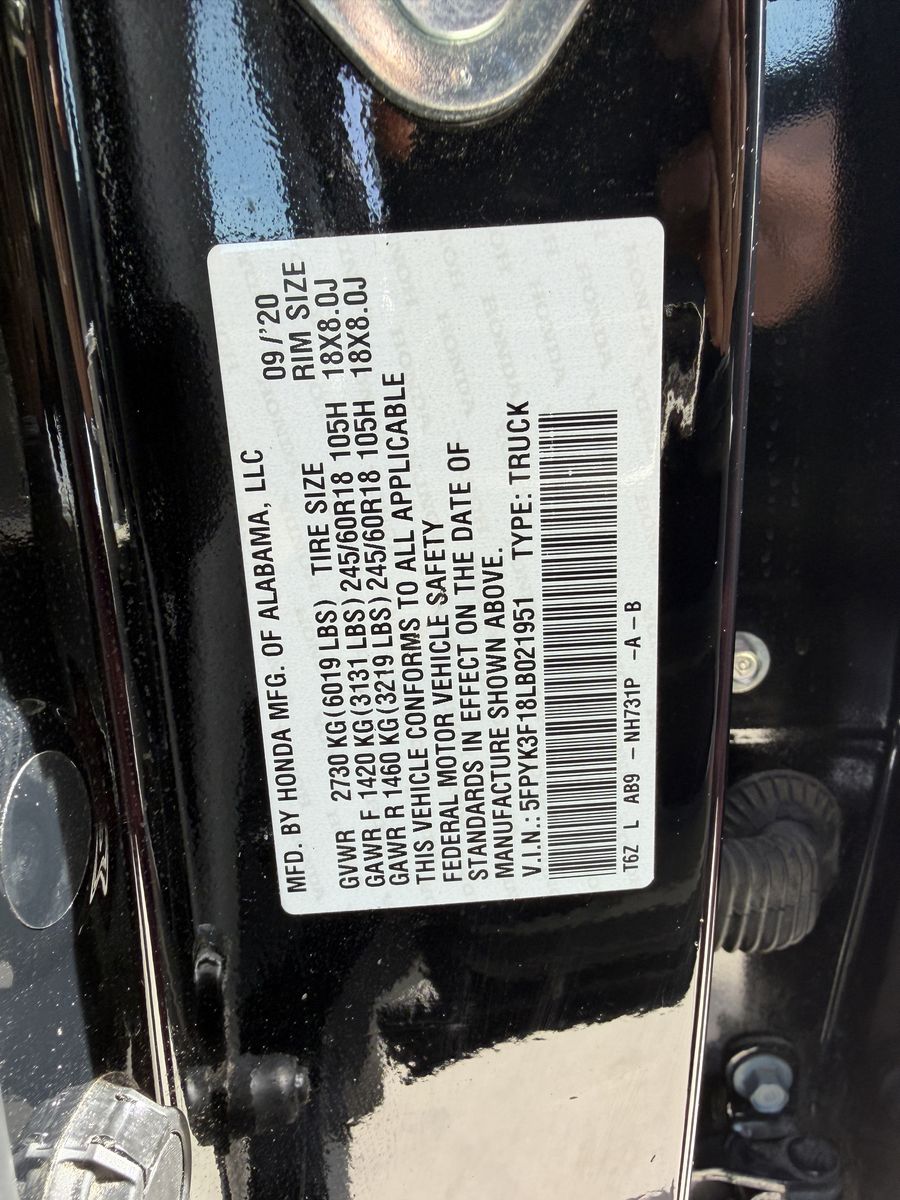 MFD. BY HONDA MFG. OF ALABAMA, LLC 09/'20
TIRE SIZE RIM SIZE
GVWR 2730 KG(6019 LBS)
GAWR F 1420 KG(3131 LBS)245/60R18 105H 18X8.0J
GAWR R 1460 KG(3219 LBS)245/60R18 105H 18X8.0J
THIS VEHICLE CONFORMS TO ALL APPLICABLE
FEDERAL MOTOR VEHICLE SAFETY
STANDARDS IN EFFECT ON THE DATE OF
MANUFACTURE SHOWN ABOVE.
V.I.N.: 5FPYK3F18LB021951 TYPE: TRUCK
T6Z L AB9 - NH731P -A - B